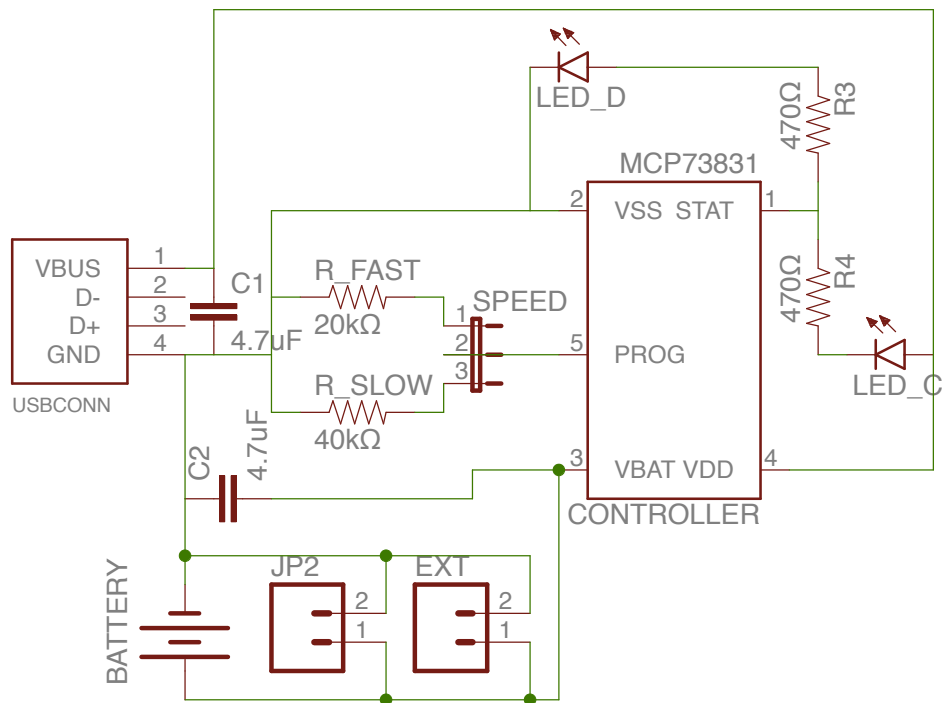 LED_D
470Ω
R3
MCP73831
2
VSS
STAT
1
VBUS
1
D-
2
D+
3
GND
4
USBCONN
C1
4.7uF
R_FAST
20kΩ
SPEED
1
2
3
R_SLOW
40kΩ
5
PROG
470Ω
R4
LED_C
C2
4.7uF
3
VBAT
VDD
4
CONTROLLER
BATTERY
JP2
2
1
EXT
2
1